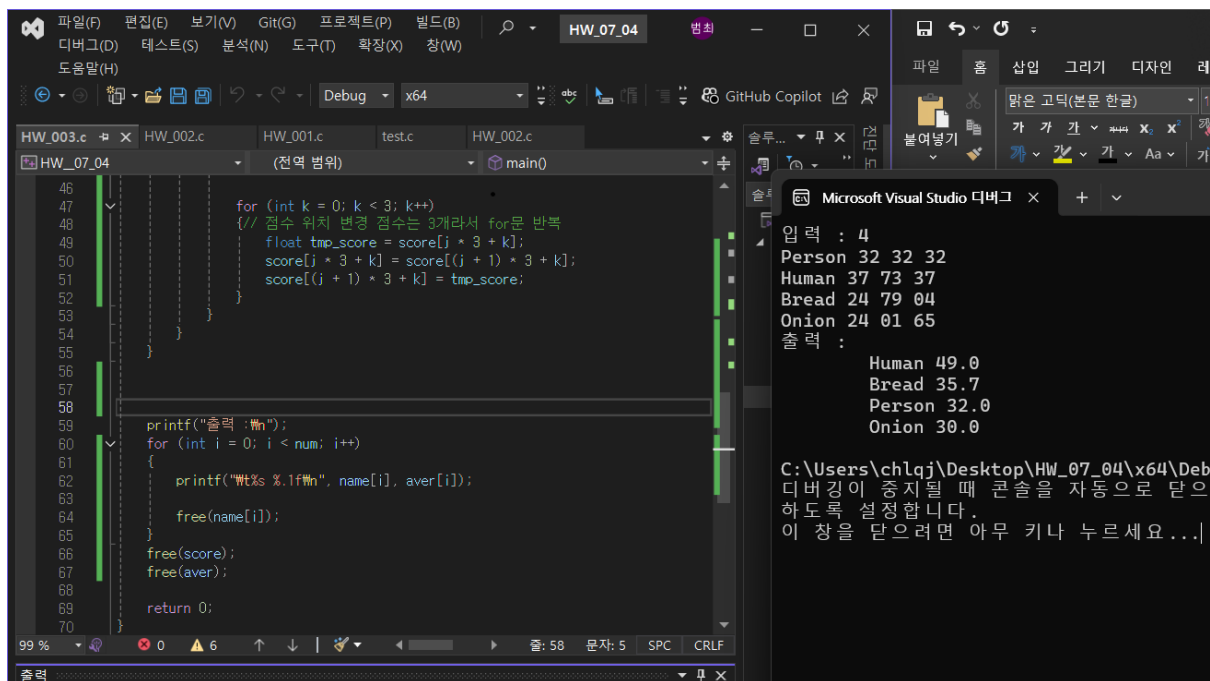 파일(F) 편집(E) 보기(V) Git(G) 프로젝트(P) 빌드(B)
디버그(D) 테스트(S) 분석(N) 도구(T) 확장(X) 창(W)
도움말(H)
HW_07_04
범최
Debug x64
GitHub Copilot
HW_003.c HW_002.c HW_001.c test.c HW_002.c
HW__07_04 (전역 범위) main()
46
47 for (int k = 0; k < 3; k++)
48 {// 점수 위치 변경 점수는 3개라서 for문 반복
49 float tmp_score = score[j * 3 + k];
50 score[j * 3 + k] = score[(j + 1) * 3 + k];
51 score[(j + 1) * 3 + k] = tmp_score;
52 }
53 }
54 }
55 }
56
57
58
59 printf("출력 :₩n");
60 for (int i = 0; i < num; i++)
61 {
62 printf("₩t%s %.1f₩n", name[i], aver[i]);
63
64 free(name[i]);
65 }
66 free(score);
67 free(aver);
68
69 return 0;
70 }
99 % 0 6 줄: 58 문자: 5 SPC CRLF
출력
솔루...
파일 홈 삽입 그리기 디자인 레
붙여넣기
맑은 고딕(본문 한글)
가 가 가
가 가 가 Aa
Microsoft Visual Studio 디버그
입력 : 4
Person 32 32 32
Human 37 73 37
Bread 24 79 04
Onion 24 01 65
출력 :
Human 49.0
Bread 35.7
Person 32.0
Onion 30.0
C:\Users\chlqj\Desktop\HW_07_04\x64\Deb
디버깅이 중지될 때 콘솔을 자동으로 닫으
하도록 설정합니다.
이 창을 닫으려면 아무 키나 누르세요...